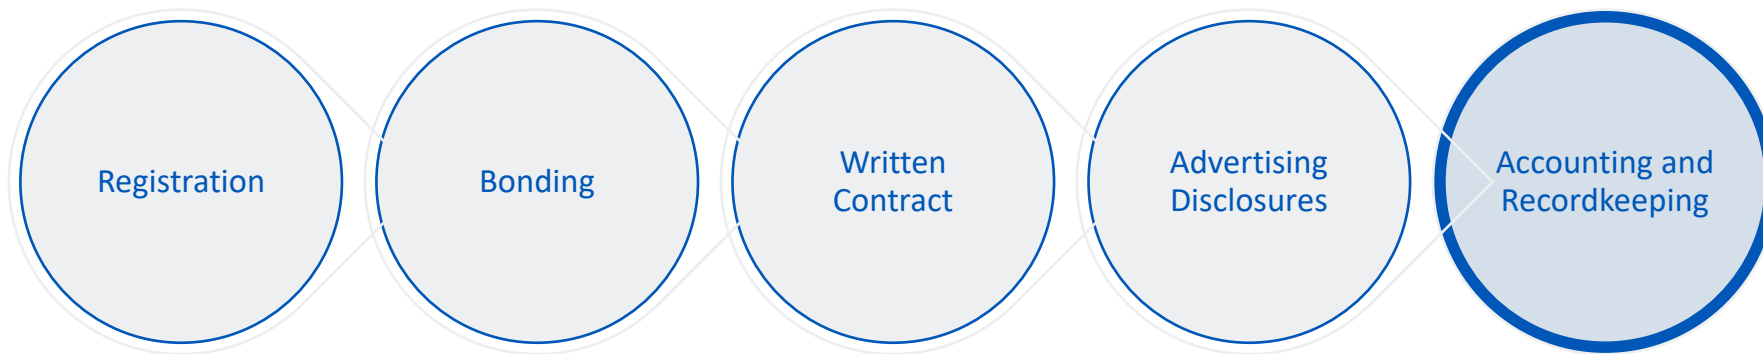 Registration
Bonding
Written
Contract
Advertising
Disclosures
Accounting and
Recordkeeping